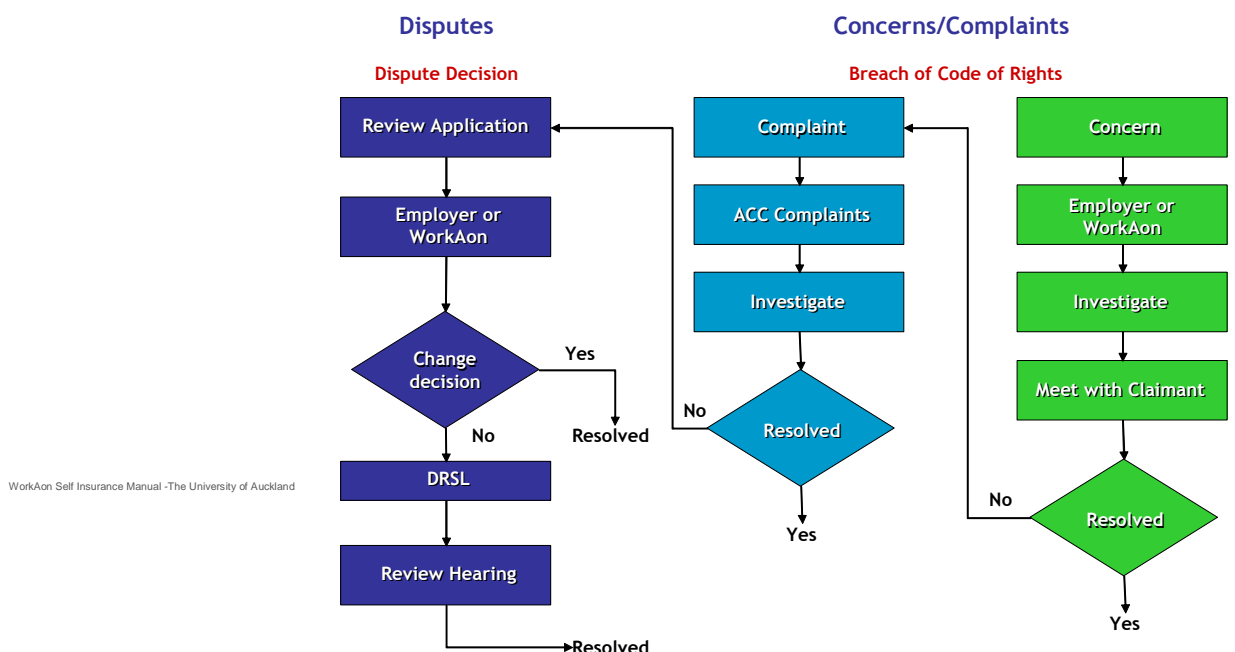 Disputes
Dispute Decision
Review Application
Employer or
WorkAon
Change
decision
Yes
Resolved
No
DRSL
Review Hearing
Resolved
Concerns/Complaints
Breach of Code of Rights
Complaint
ACC Complaints
Investigate
Resolved
No
Yes
Concern
Employer or
WorkAon
Investigate
Meet with Claimant
Resolved
No
Yes
WorkAon Self Insurance Manual -The University of Auckland